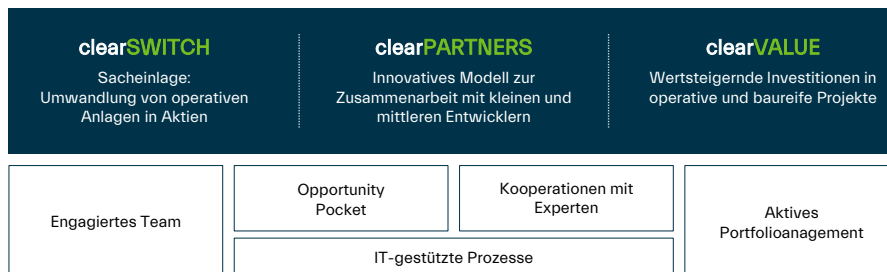 clearSWITCH
Sacheinlage:
Umwandlung von operativen
Anlagen in Aktien
clearPARTNERS
Innovatives Modell zur
Zusammenarbeit mit kleinen und
mittleren Entwicklern
clearVALUE
Wertsteigernde Investitionen in
operative und baureife Projekte
Engagiertes Team
Opportunity
Pocket
Kooperationen mit
Experten
IT-gestützte Prozesse
Aktives
Portfolioanagement